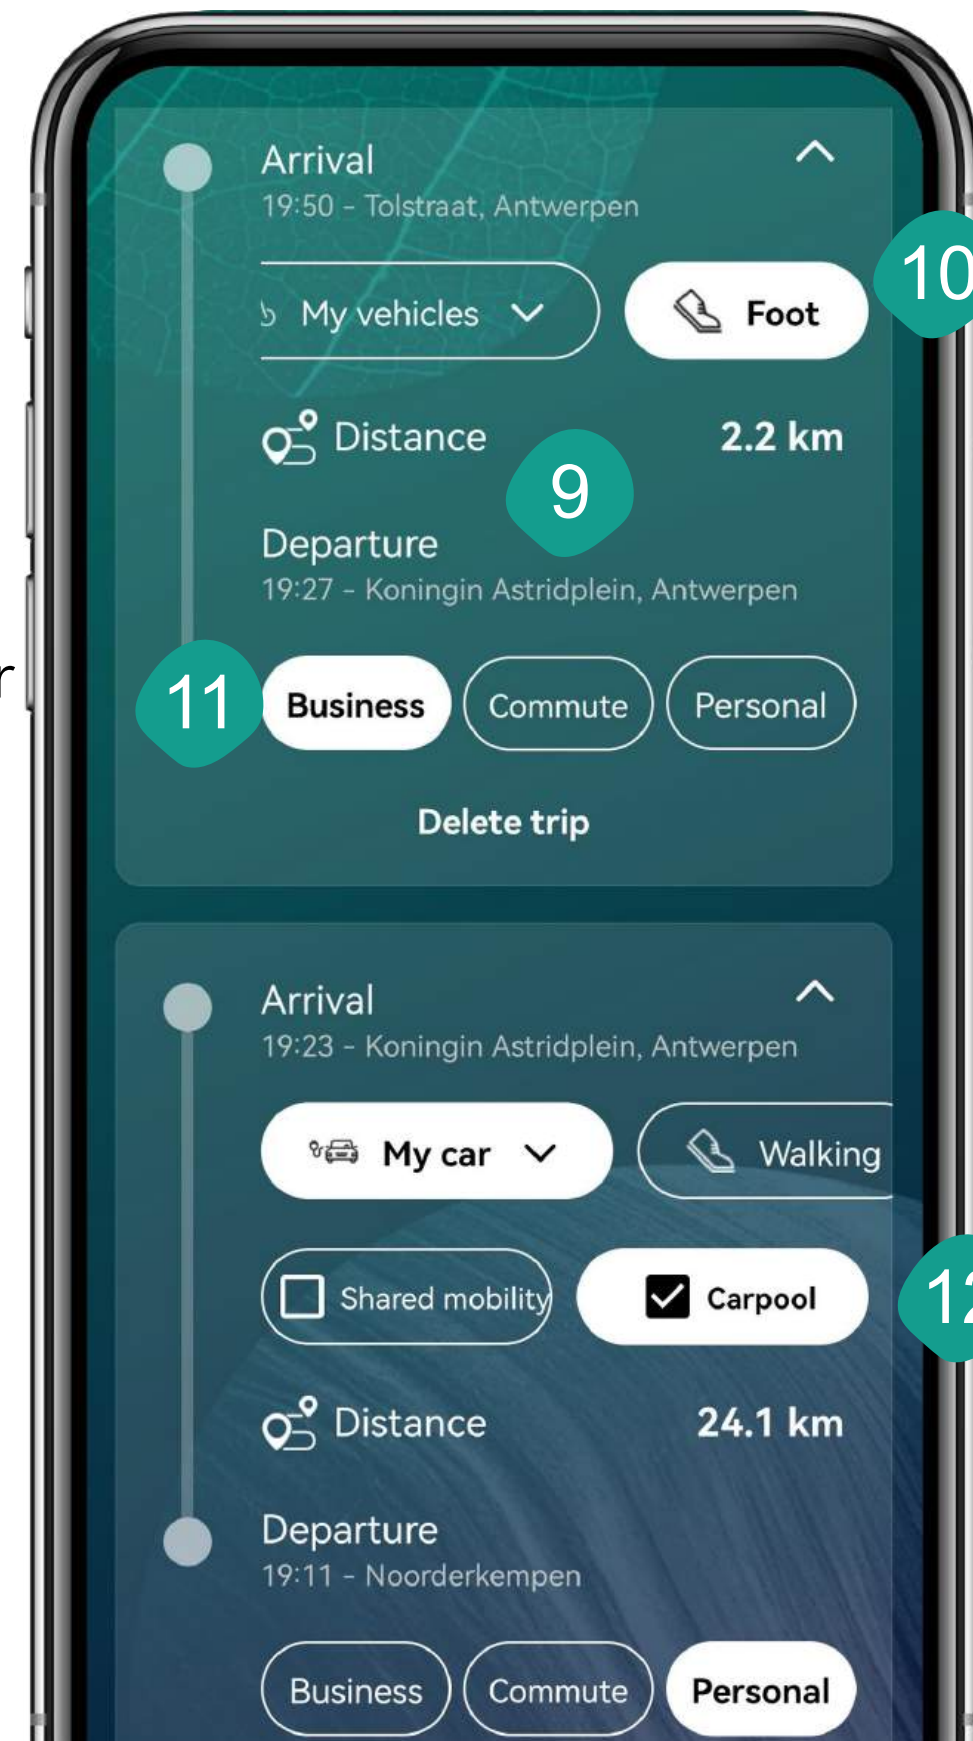 Arrival
19:50 - Tolstraat, Antwerpen
10
My vehicles
Foot
Distance
2.2 km
9
Departure
19:27 - Koningin Astridplein, Antwerpen
r
11
Business
Commute
Personal
Delete trip
Arrival
19:23 - Koningin Astridplein, Antwerpen
My car
Walking
Shared mobility
Carpool
12
Distance
24.1 km
Departure
19:11 - Noorderkempen
Business
Commute
Personal